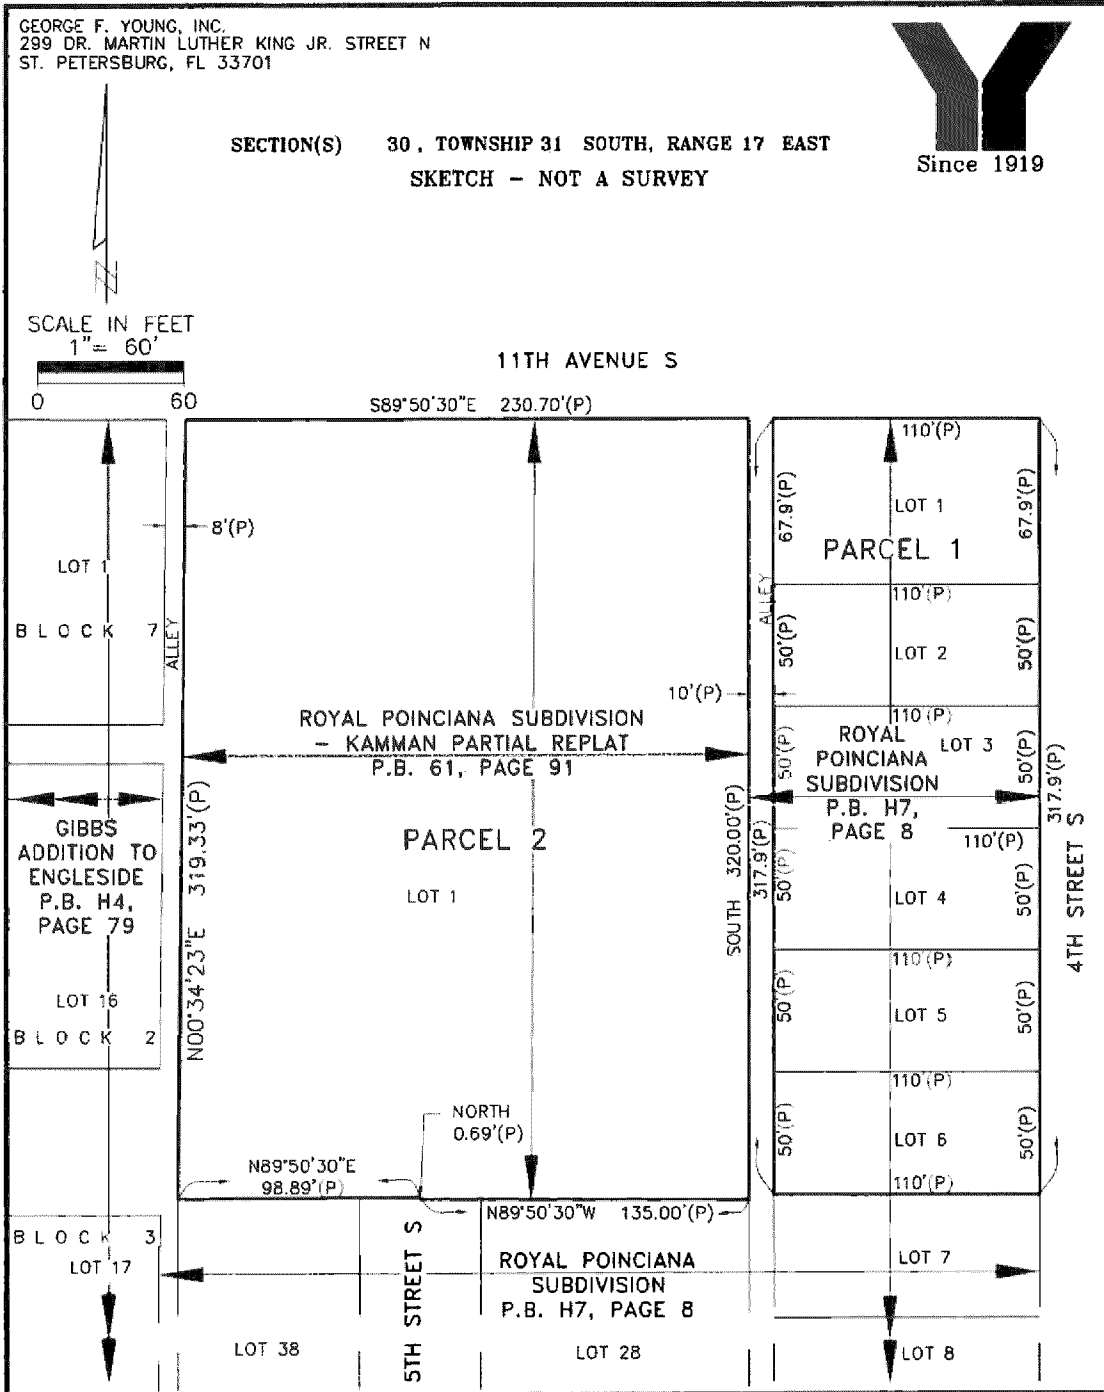 GEORGE F. YOUNG, INC.
299 DR. MARTIN LUTHER KING JR. STREET N
ST. PETERSBURG, FL 33701
Since 1919
SECTION(S) 30, TOWNSHIP 31 SOUTH, RANGE 17 EAST
SKETCH - NOT A SURVEY
N
SCALE IN FEET
1"= 60'
0 60
11TH AVENUE S
S89°50'30"E 230.70'(P)
LOT 1
BLOCK 7
ALLEY
8'(P)
GIBBS
ADDITION TO
ENGLESIDE
P.B. H4,
PAGE 79
LOT 16
BLOCK 2
BLOCK 3
LOT 17
N00°34'23"E 319.33'(P)
ROYAL POINCIANA SUBDIVISION
- KAMMAN PARTIAL REPLAT
P.B. 61, PAGE 91
PARCEL 2
LOT 1
NORTH
0.69'(P)
N89°50'30"E
98.89'(P)
N89°50'30"W 135.00'(P)
SOUTH 320.00'(P)
317.9'(P)
10'(P)
ALLEY
110'(P)
67.9'(P)
LOT 1
67.9'(P)
PARCEL 1
110'(P)
50'(P)
LOT 2
50'(P)
110'(P)
50'(P)
LOT 3
50'(P)
ROYAL
POINCIANA
SUBDIVISION
P.B. H7,
PAGE 8
317.9'(P)
4TH STREET S
110'(P)
50'(P)
LOT 4
50'(P)
110'(P)
50'(P)
LOT 5
50'(P)
110'(P)
50'(P)
LOT 6
50'(P)
110'(P)
LOT 7
ROYAL POINCIANA
SUBDIVISION
P.B. H7, PAGE 8
5TH STREET S
LOT 38
LOT 28
LOT 8